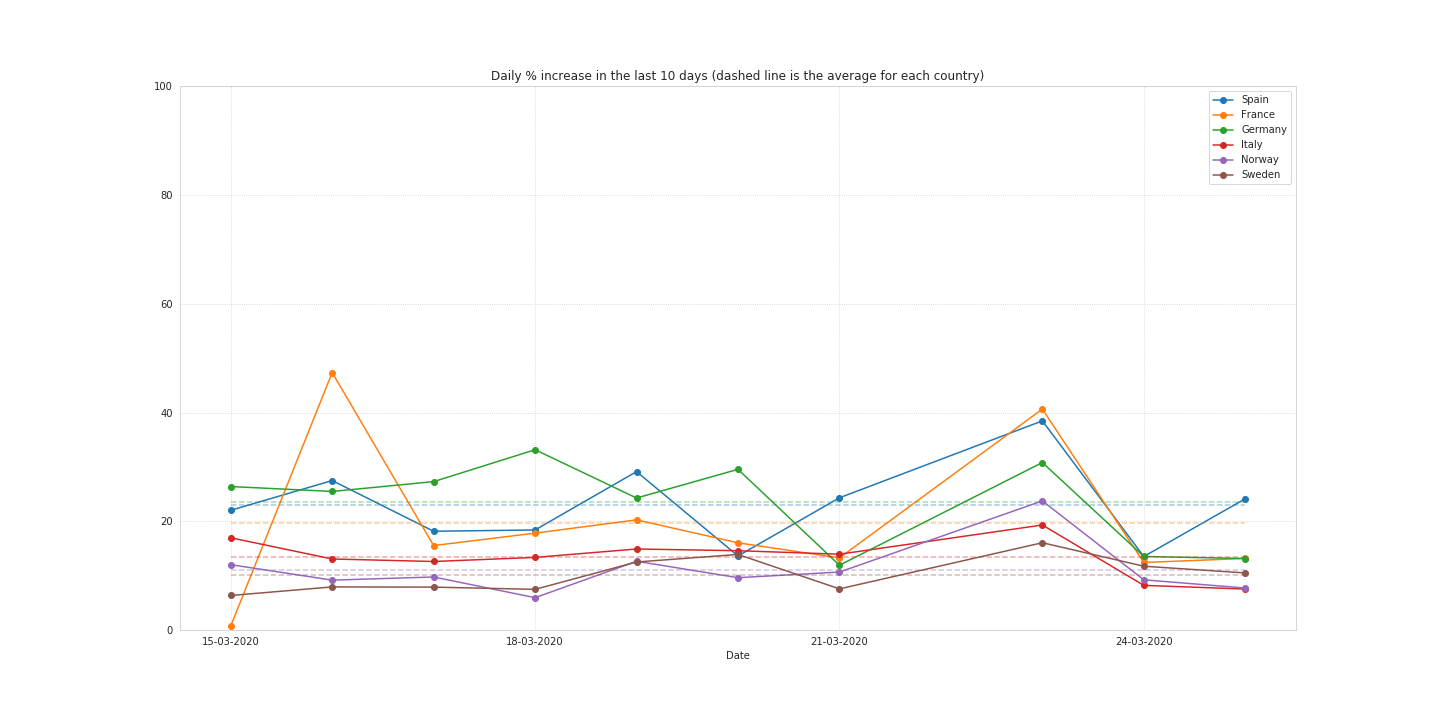 Daily % increase in the last 10 days (dashed line is the average for each country)
100
80
60
40
20
0
Spain
France
Germany
Italy
Norway
Sweden
15-03-2020
18-03-2020
21-03-2020
24-03-2020
Date